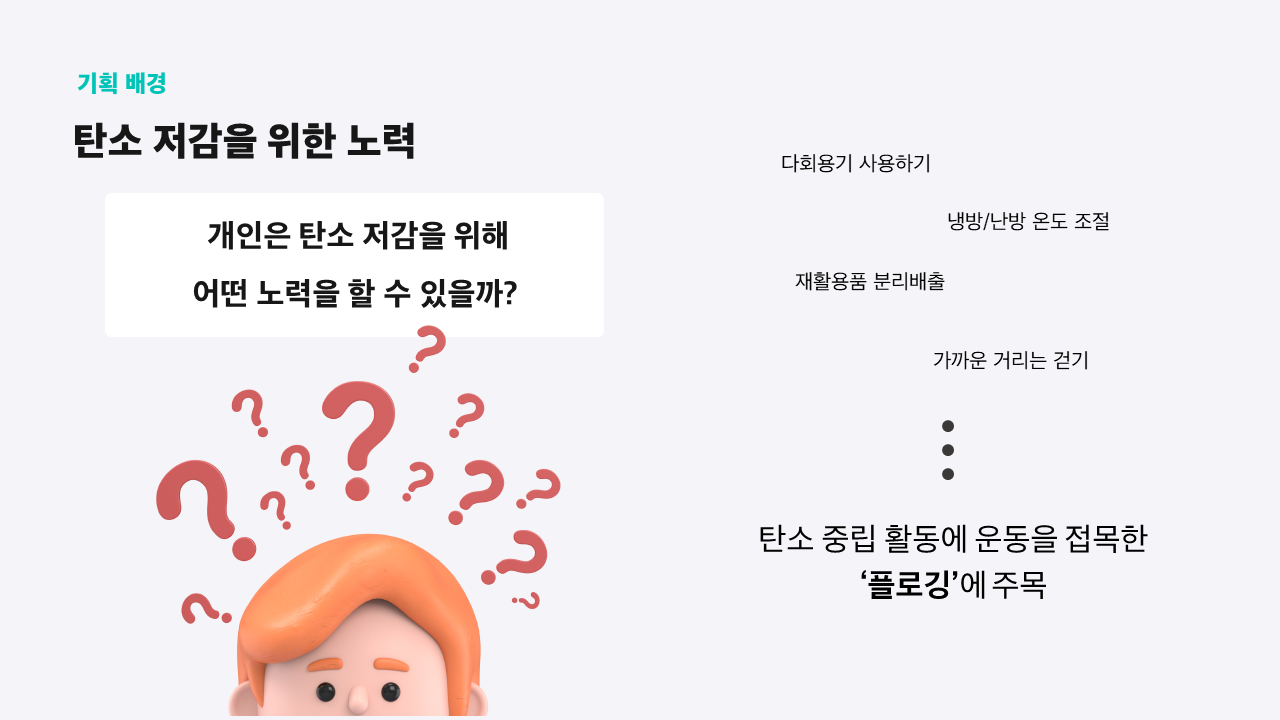 기획 배경
탄소 저감을 위한 노력
개인은 탄소 저감을 위해
어떤 노력을 할 수 있을까?
다회용기 사용하기
냉방/난방 온도 조절
재활용품 분리배출
가까운 거리는 걷기
탄소 중립 활동에 운동을 접목한
‘플로깅’에 주목